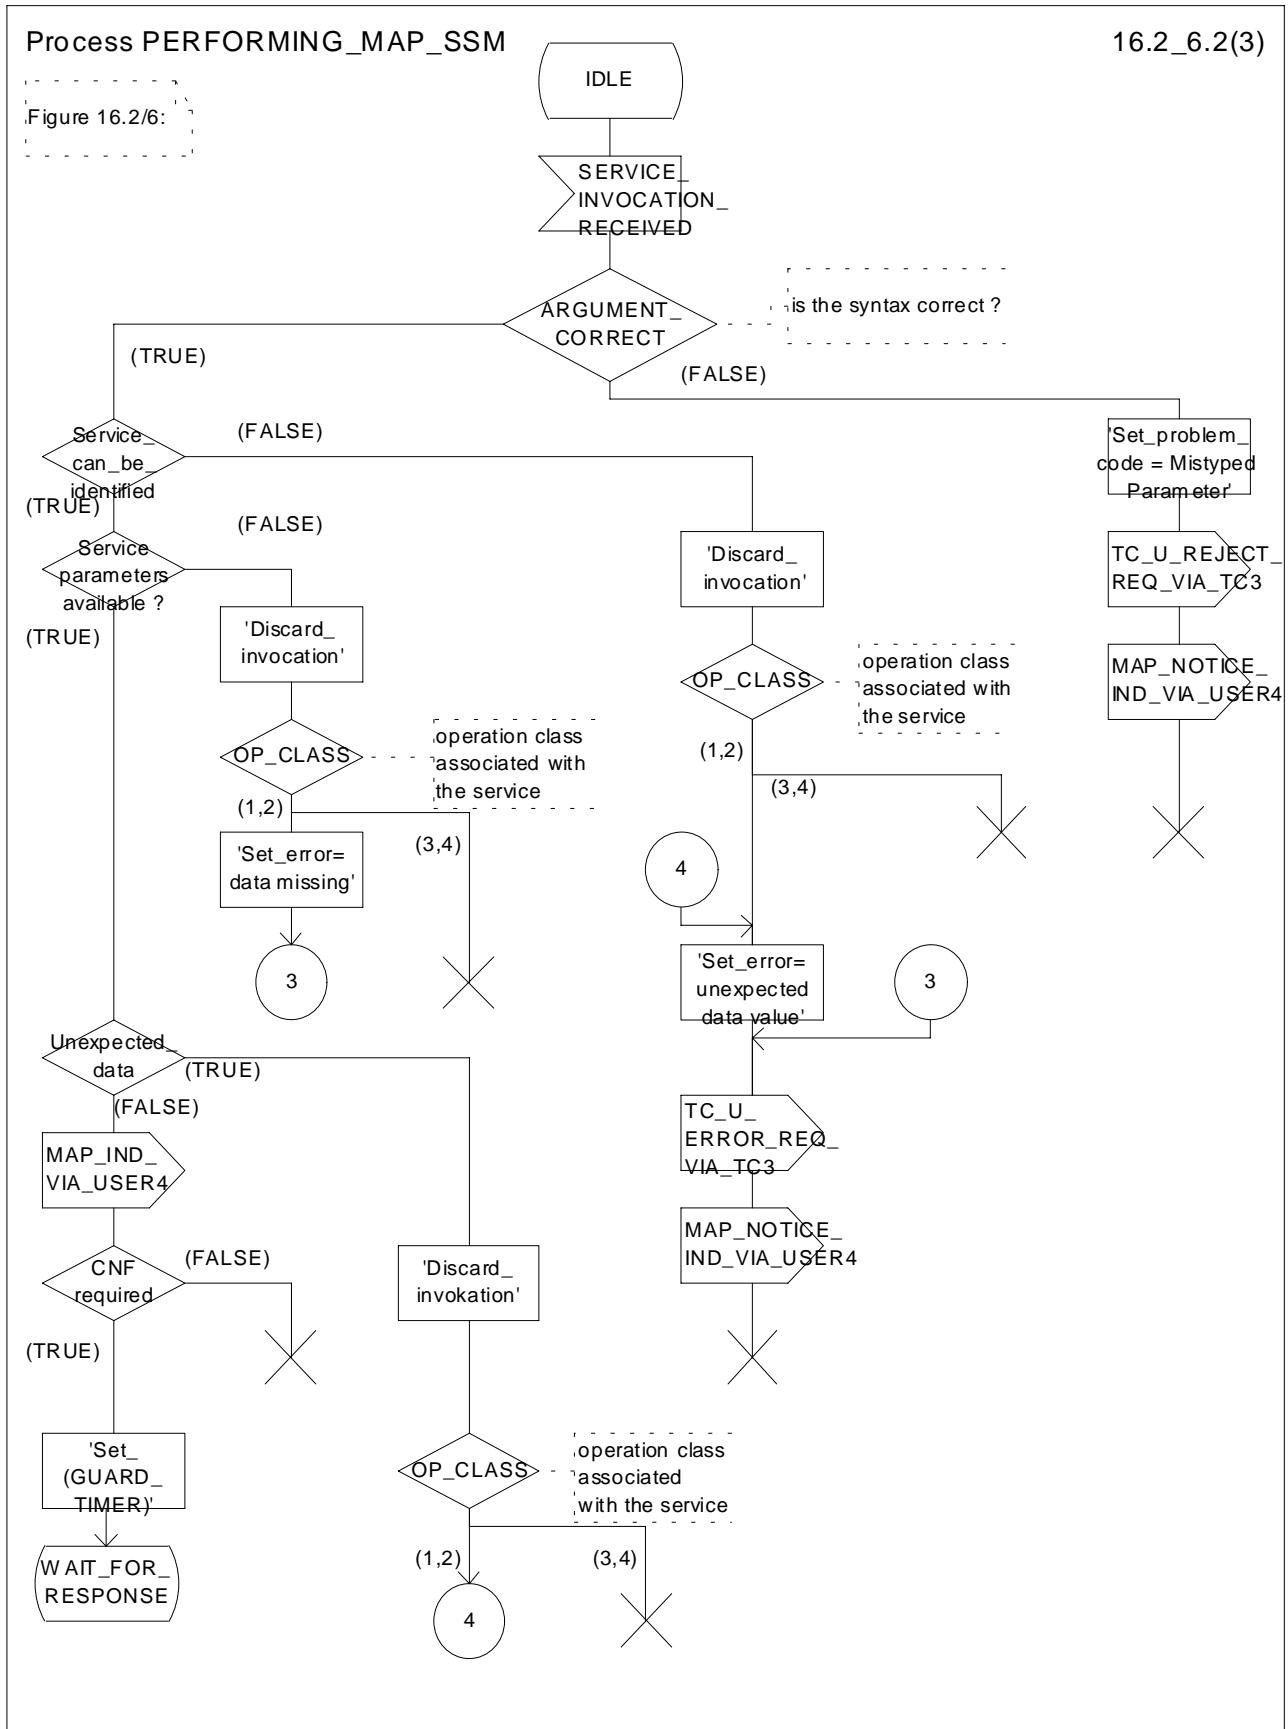 Process PERFORMING_MAP_SSM
16.2_6.2(3)
Figure 16.2/6:
IDLE
SERVICE_
INVOCATION_
RECEIVED
ARGUMENT_
CORRECT
is the syntax correct ?
(TRUE)
(FALSE)
Service_
can_be_
identified
(FALSE)
'Set_problem_
code = Mistyped
Parameter'
(TRUE)
(FALSE)
Service
parameters
available ?
'Discard_
invocation'
TC_U_REJECT_
REQ_VIA_TC3
(TRUE)
'Discard_
invocation'
OP_CLASS
operation class
associated with
the service
MAP_NOTICE_
IND_VIA_USER4
OP_CLASS
operation class
associated with
the service
(1,2)
(3,4)
(1,2)
(3,4)
'Set_error=
data missing'
4
3
'Set_error=
unexpected
data value'
3
Unexpected_
data
(TRUE)
(FALSE)
TC_U_
ERROR_REQ_
VIA_TC3
MAP_IND_
VIA_USER4
MAP_NOTICE_
IND_VIA_USER4
CNF
required
(FALSE)
'Discard_
invokation'
(TRUE)
'Set_
(GUARD_
TIMER)'
OP_CLASS
operation class
associated
with the service
WAIT_FOR_
RESPONSE
(1,2)
(3,4)
4